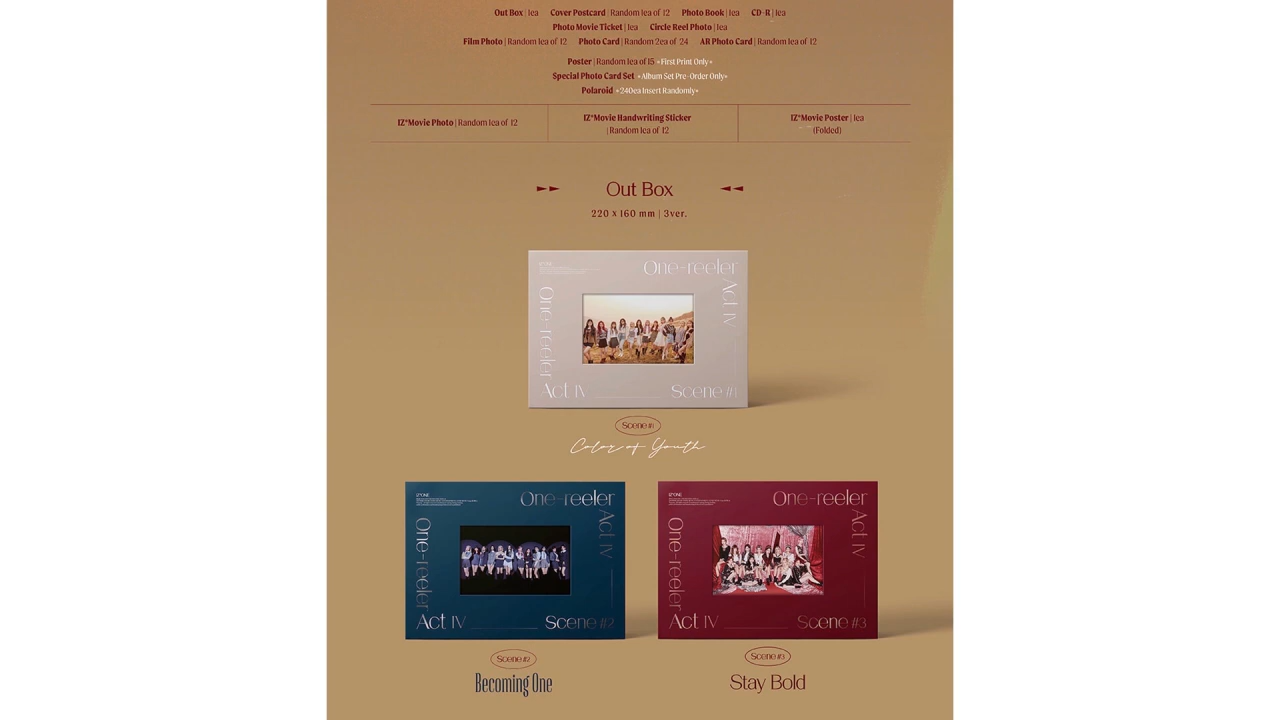 Out Box | 1ea Cover Postcard | Random 1ea of 12 Photo Book | 1ea CD-R | 1ea
Photo Movie Ticket | 1ea Circle Reel Photo | 1ea
Film Photo | Random 1ea of 12 Photo Card | Random 2ea of 24 AR Photo Card | Random 1ea of 12
Poster | Random 1ea of 15 *First Print Only*
Special Photo Card Set *Album Set Pre-Order Only*
Polaroid *240ea Insert Randomly*
IZ*Movie Photo | Random 1ea of 12
IZ*Movie Handwriting Sticker
| Random 1ea of 12
IZ*Movie Poster | 1ea
(Folded)
Out Box
220 x 160 mm | 3ver.
One-reeler
Act IV
One-reeler
Act IV Scene #1
Scene #1
Color of Youth
IZ*ONE
One-reeler
Act IV
One-reeler
Act IV Scene #2
Scene #2
Becoming One
IZ*ONE
One-reeler
Act IV
One-reeler
Act IV Scene #3
Scene #3
Stay Bold